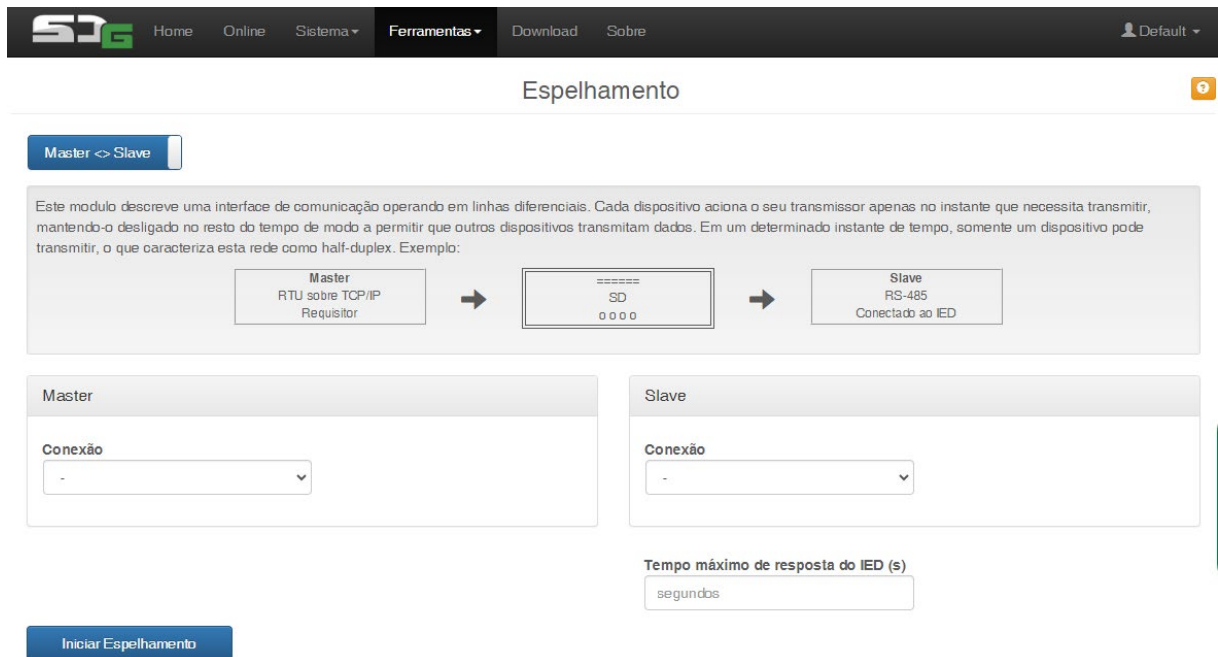 SDG Home Online Sistema Ferramentas Download Sobre Default
Espelhamento
?
Master <> Slave
Este modulo descreve uma interface de comunicação operando em linhas diferenciais. Cada dispositivo aciona o seu transmissor apenas no instante que necessita transmitir,
mantendo-o desligado no resto do tempo de modo a permitir que outros dispositivos transmitam dados. Em um determinado instante de tempo, somente um dispositivo pode
transmitir, o que caracteriza esta rede como half-duplex. Exemplo:
Master
RTU sobre TCP/IP
Requisitor
======
SD
o o o o
Slave
RS-485
Conectado ao IED
Master
Conexão
-
Slave
Conexão
-
Tempo máximo de resposta do IED (s)
segundos
Iniciar Espelhamento